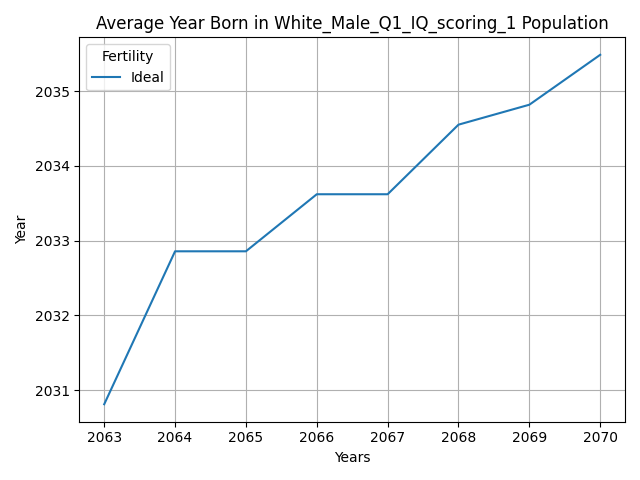 Average Year Born in White_Male_Q1_IQ_scoring_1 Population
Fertility
Ideal
Year
2035
2034
2033
2032
2031
2063 2064 2065 2066 2067 2068 2069 2070
Years